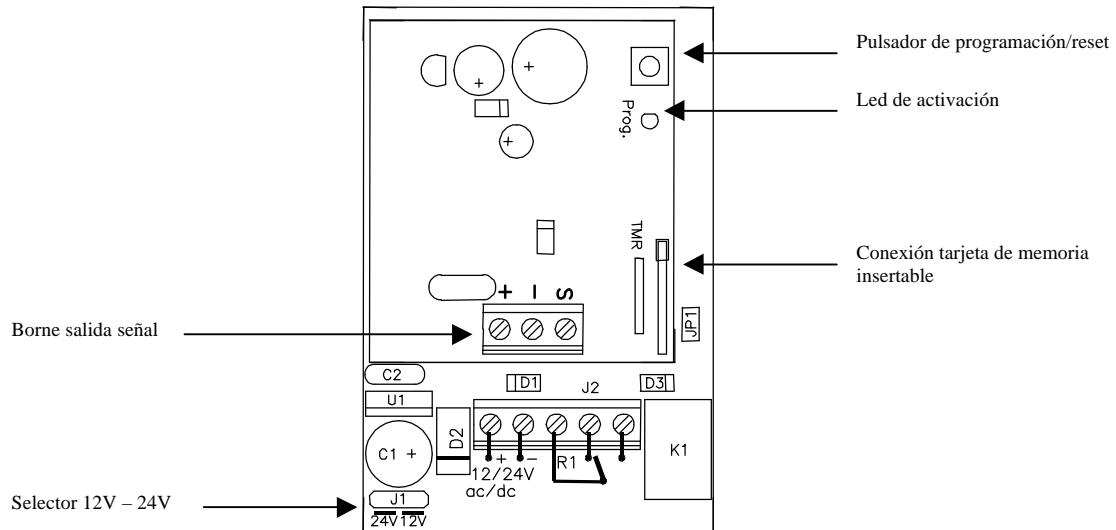 Pulsador de programación/reset
Led de activación
Prog.
TMR
Conexión tarjeta de memoria
insertable
+ − S
Borne salida señal
JP1
C2
D1
J2
D3
U1
D2
C1 +
+ −
12/24V
ac/dc
R1
K1
Selector 12V – 24V
J1
24V 12V